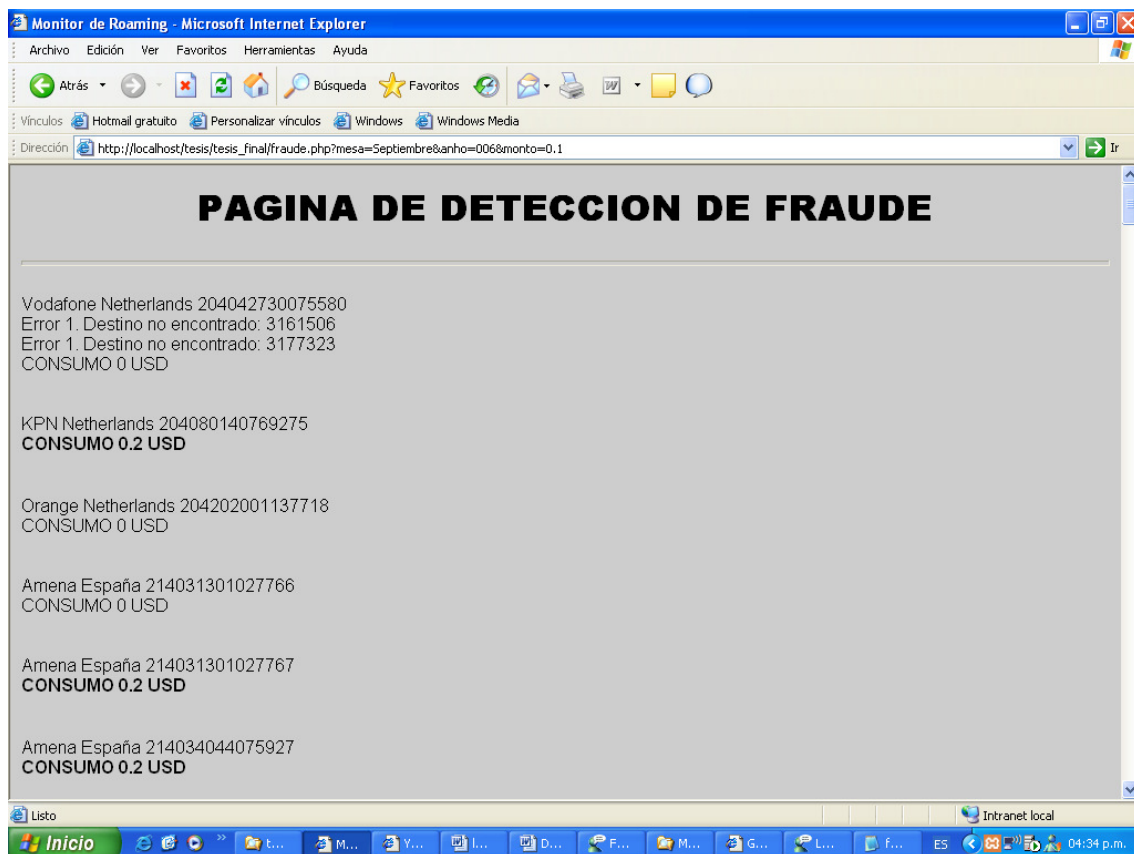 Monitor de Roaming - Microsoft Internet Explorer
Archivo Edición Ver Favoritos Herramientas Ayuda
Atrás Búsqueda Favoritos
Vínculos Hotmail gratuito Personalizar vínculos Windows Windows Media
Dirección http://localhost/tesis/tesis_final/fraude.php?mesa=Septiembre&anho=006&monto=0.1 Ir
PAGINA DE DETECCION DE FRAUDE
Vodafone Netherlands 204042730075580
Error 1. Destino no encontrado: 3161506
Error 1. Destino no encontrado: 3177323
CONSUMO 0 USD
KPN Netherlands 204080140769275
CONSUMO 0.2 USD
Orange Netherlands 204202001137718
CONSUMO 0 USD
Amena España 214031301027766
CONSUMO 0 USD
Amena España 214031301027767
CONSUMO 0.2 USD
Amena España 214034044075927
CONSUMO 0.2 USD
Listo Intranet local
Inicio t... M... Y... I... D... F... M... G... L... f... ES 04:34 p.m.